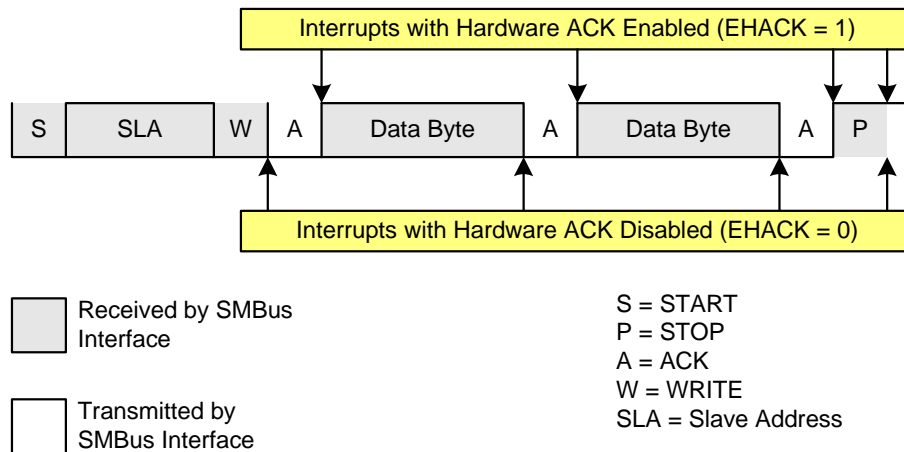 Interrupts with Hardware ACK Enabled (EHACK = 1)
S SLA W A Data Byte A Data Byte A P
Interrupts with Hardware ACK Disabled (EHACK = 0)
Received by SMBus
Interface
Transmitted by
SMBus Interface
S = START
P = STOP
A = ACK
W = WRITE
SLA = Slave Address